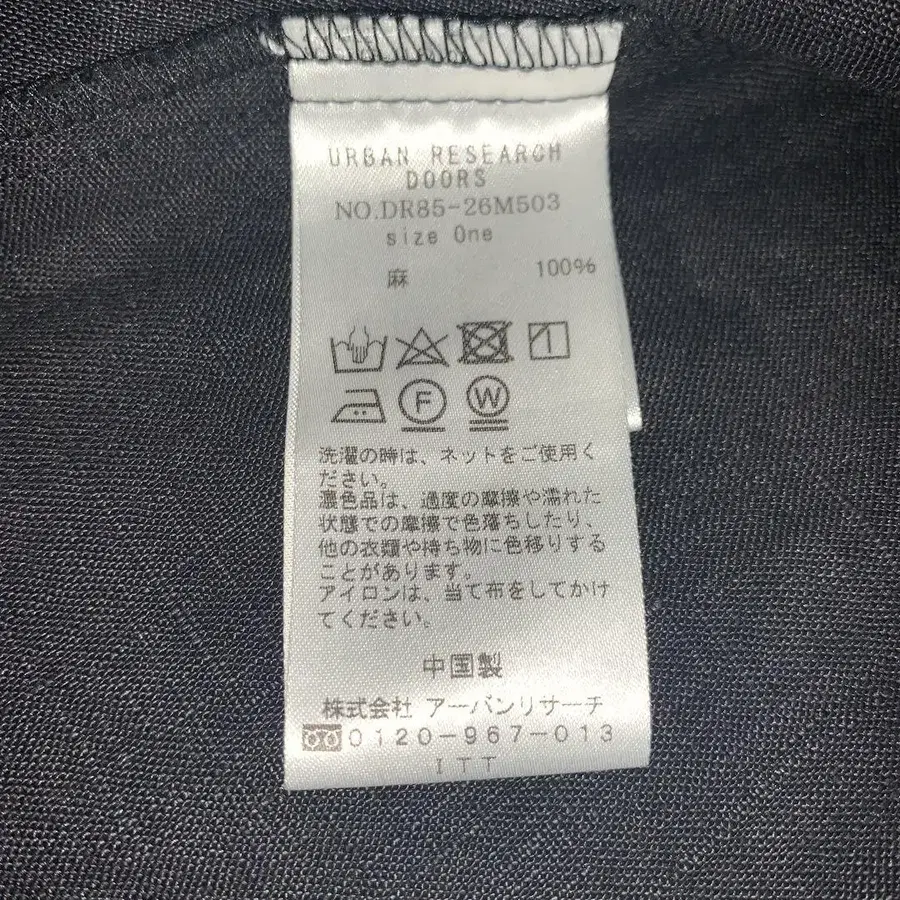 URBAN RESEARCH
DOORS
NO.DR85-26M503
size One
麻 100%
F W
洗濯の時は、ネットをご使用く
ださい。
濃色品は、過度の摩擦や濡れた
状態での摩擦で色落ちしたり、
他の衣類や持ち物に色移りする
ことがあります。
アイロンは、当て布をしてかけ
てください。
中国製
株式会社 アーバンリサーチ
0120-967-013
ITT